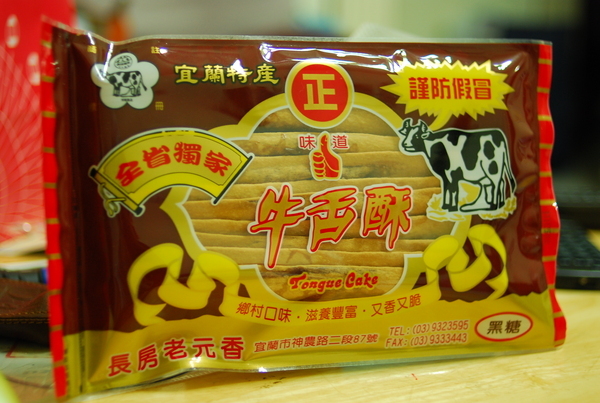 宜蘭特産
正
謹防假冒
全省獨家
味道
牛香酥
Tongue Cake
鄉村口味・滋養豐富・又香又脆
長房老元香
宜蘭市神農路二段87號
TEL:(03)9323595
FAX:(03)9333443
黑糖